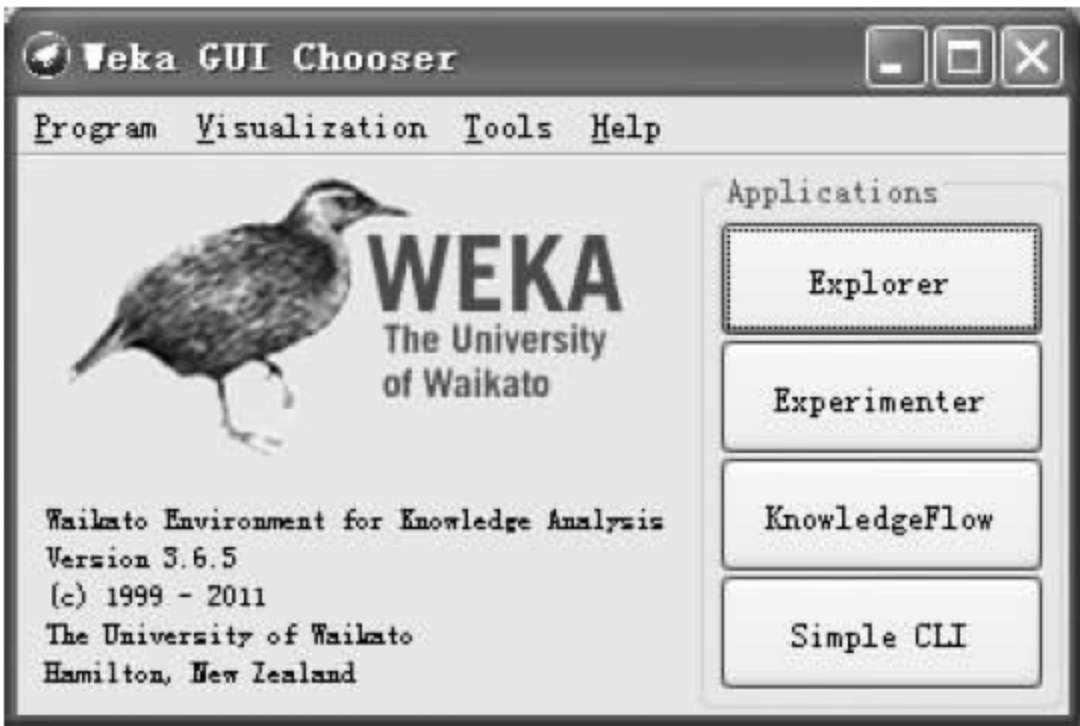 Weka GUI Chooser
Program Visualization Tools Help
WEKA
The University
of Waikato
Waikato Environment for Knowledge Analysis
Version 3.6.5
(c) 1999 - 2011
The University of Waikato
Hamilton, New Zealand
Applications
Explorer
Experimenter
KnowledgeFlow
Simple CLI